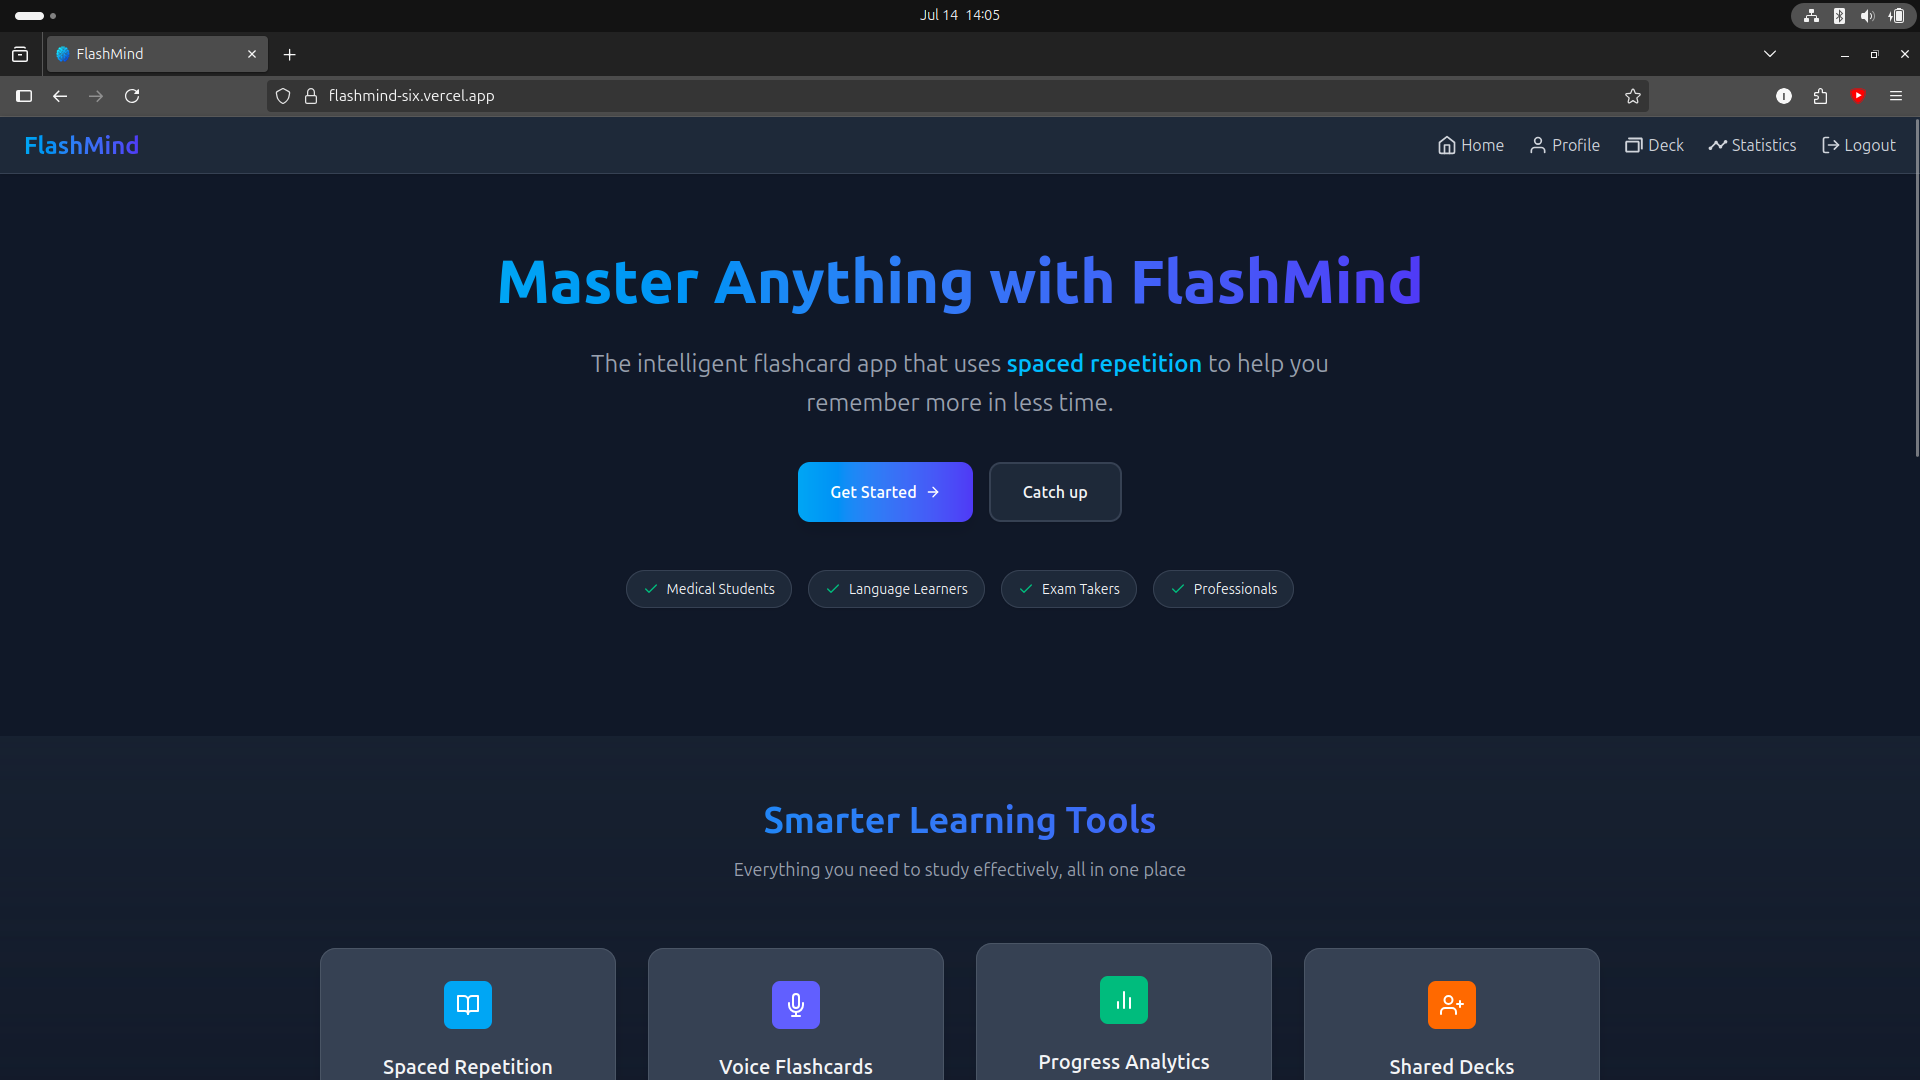 Jul 14 14:05
FlashMind
flashmind-six.vercel.app
FlashMind
Home
Profile
Deck
Statistics
Logout
Master Anything with FlashMind
The intelligent flashcard app that uses spaced repetition to help you
remember more in less time.
Get Started
Catch up
Medical Students
Language Learners
Exam Takers
Professionals
Smarter Learning Tools
Everything you need to study effectively, all in one place
Spaced Repetition
Voice Flashcards
Progress Analytics
Shared Decks